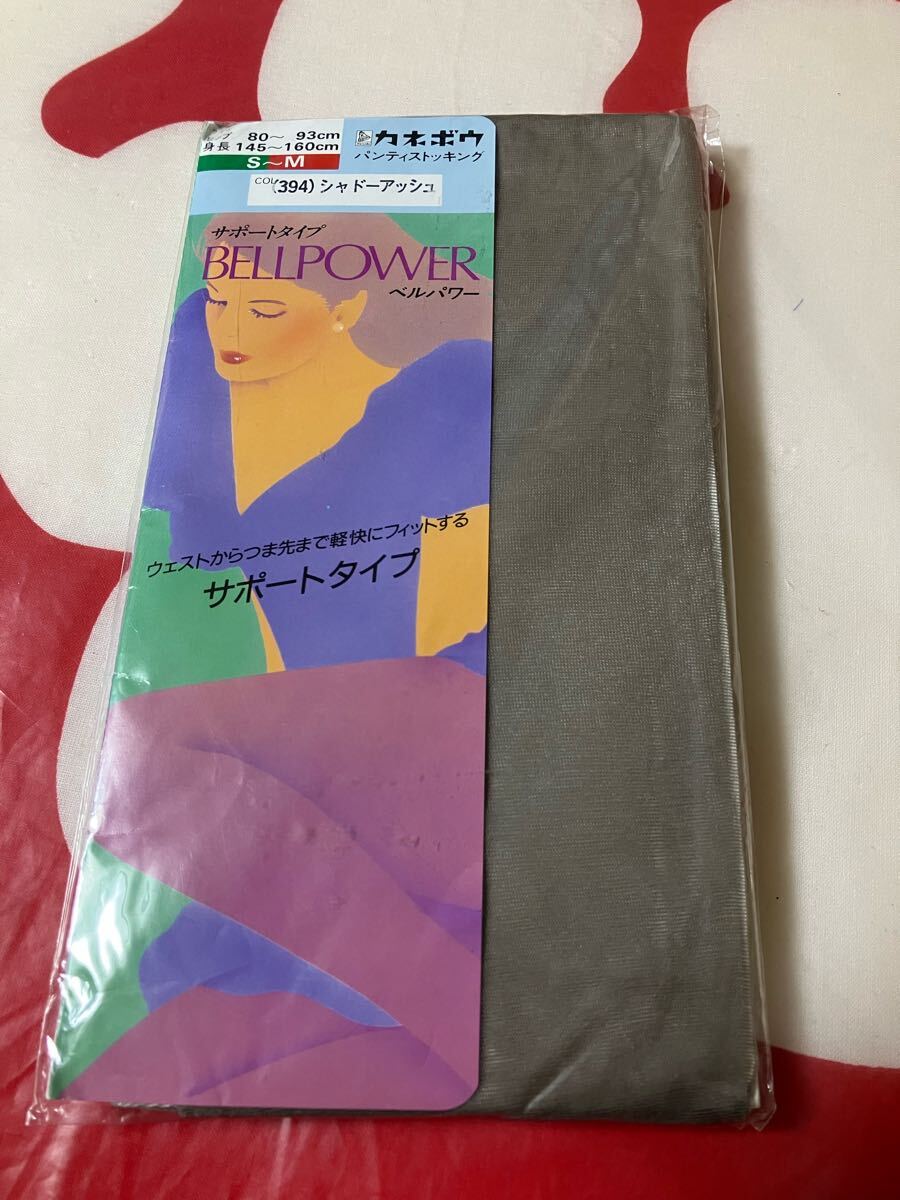 80～ 93cm
身長 145～160cm
S～M
カネボウ
パンティストッキング
COL
(394) シャドーアッシュ
サポートタイプ
BELLPOWER
ベルパワー
ウェストからつま先まで軽快にフィットする
サポートタイプ